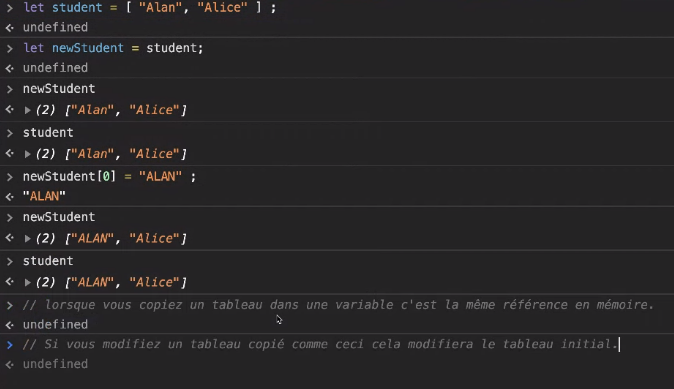 > let student = [ "Alan", "Alice" ] ;
<· undefined
> let newStudent = student;
<· undefined
> newStudent
<· ▶ (2) ["Alan", "Alice"]
> student
<· ▶ (2) ["Alan", "Alice"]
> newStudent[0] = "ALAN" ;
<· "ALAN"
> newStudent
<· ▶ (2) ["ALAN", "Alice"]
> student
<· ▶ (2) ["ALAN", "Alice"]
> // lorsque vous copiez un tableau dans une variable c'est la même référence en mémoire.
<· undefined
> // Si vous modifiez un tableau copié comme ceci cela modifiera le tableau initial.
<· undefined